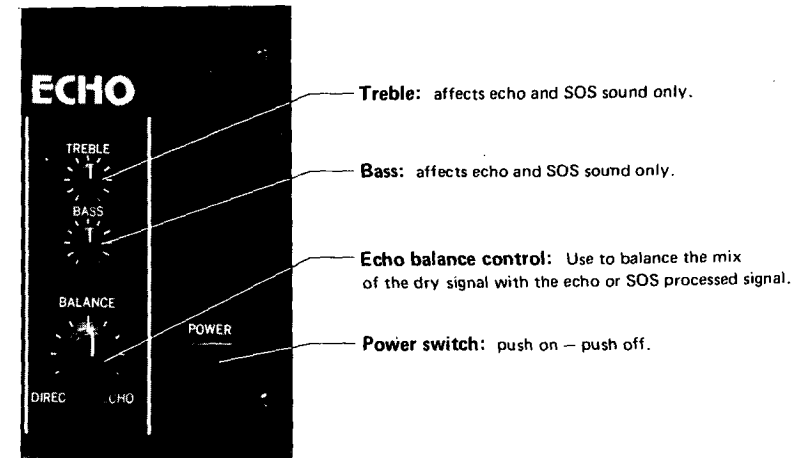 ECHO
TREBLE
BASS
BALANCE
POWER
DIREC CHO
Treble: affects echo and SOS sound only.
Bass: affects echo and SOS sound only.
Echo balance control: Use to balance the mix
of the dry signal with the echo or SOS processed signal.
Power switch: push on – push off.